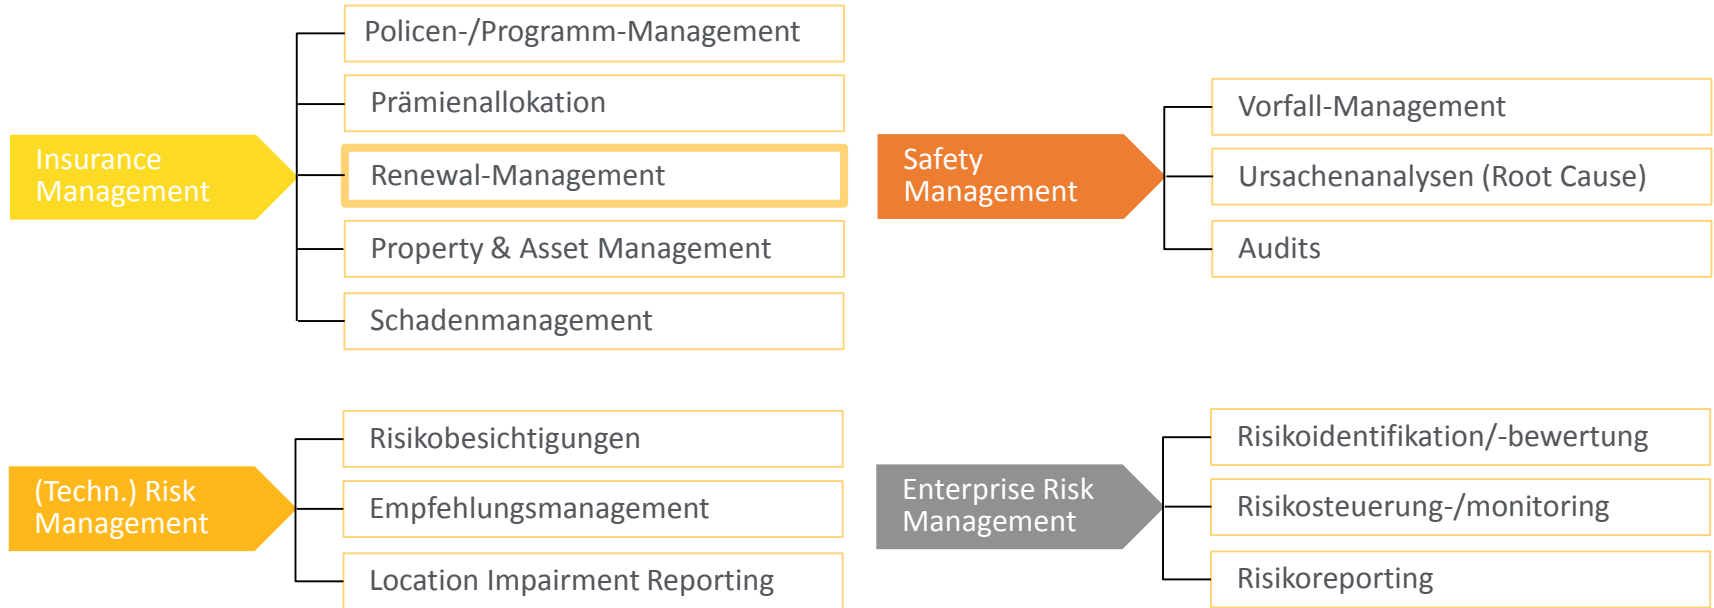 Insurance
Management
Policen-/Programm-Management
Prämienallokation
Renewal-Management
Property & Asset Management
Schadenmanagement
Safety
Management
Vorfall-Management
Ursachenanalysen (Root Cause)
Audits
(Techn.) Risk
Management
Risikobesichtigungen
Empfehlungsmanagement
Location Impairment Reporting
Enterprise Risk
Management
Risikoidentifikation/-bewertung
Risikosteuerung-/monitoring
Risikoreporting